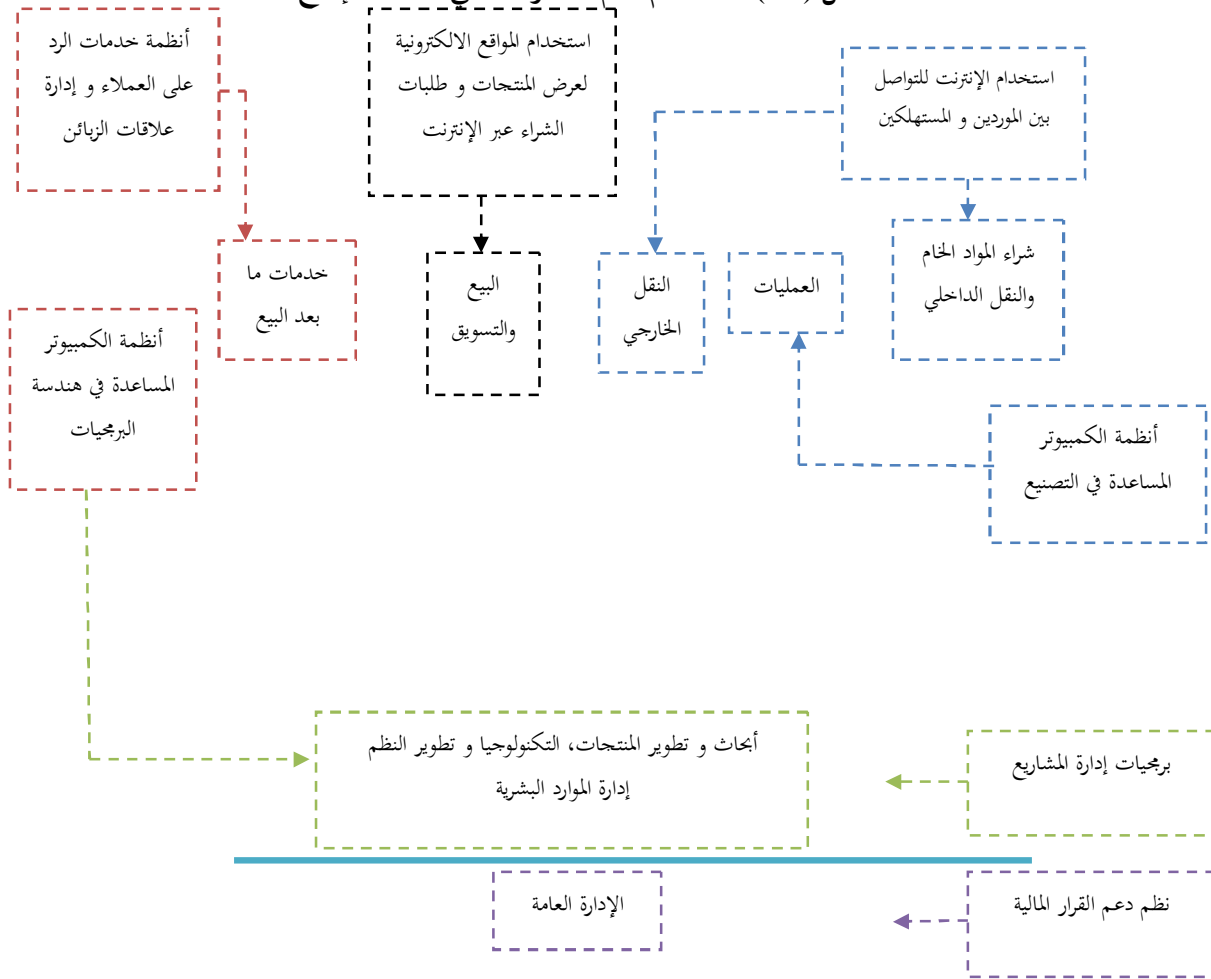 استخدام الإنترنت للتواصل
بين الموردين و المستهلكين
استخدام المواقع الالكترونية
لعرض المنتجات و طلبات
الشراء عبر الإنترنت
أنظمة خدمات الرد
على العملاء و إدارة
علاقات الزبائن
شراء المواد الخام
والنقل الداخلي
العمليات
النقل
الخارجي
البيع
والتسويق
خدمات ما
بعد البيع
أنظمة الكمبيوتر
المساعدة في هندسة
البرمجيات
أنظمة الكمبيوتر
المساعدة في التصنيع
برمجيات إدارة المشاريع
أبحاث و تطوير المنتجات، التكنولوجيا و تطوير النظم
إدارة الموارد البشرية
نظم دعم القرار المالية
الإدارة العامة